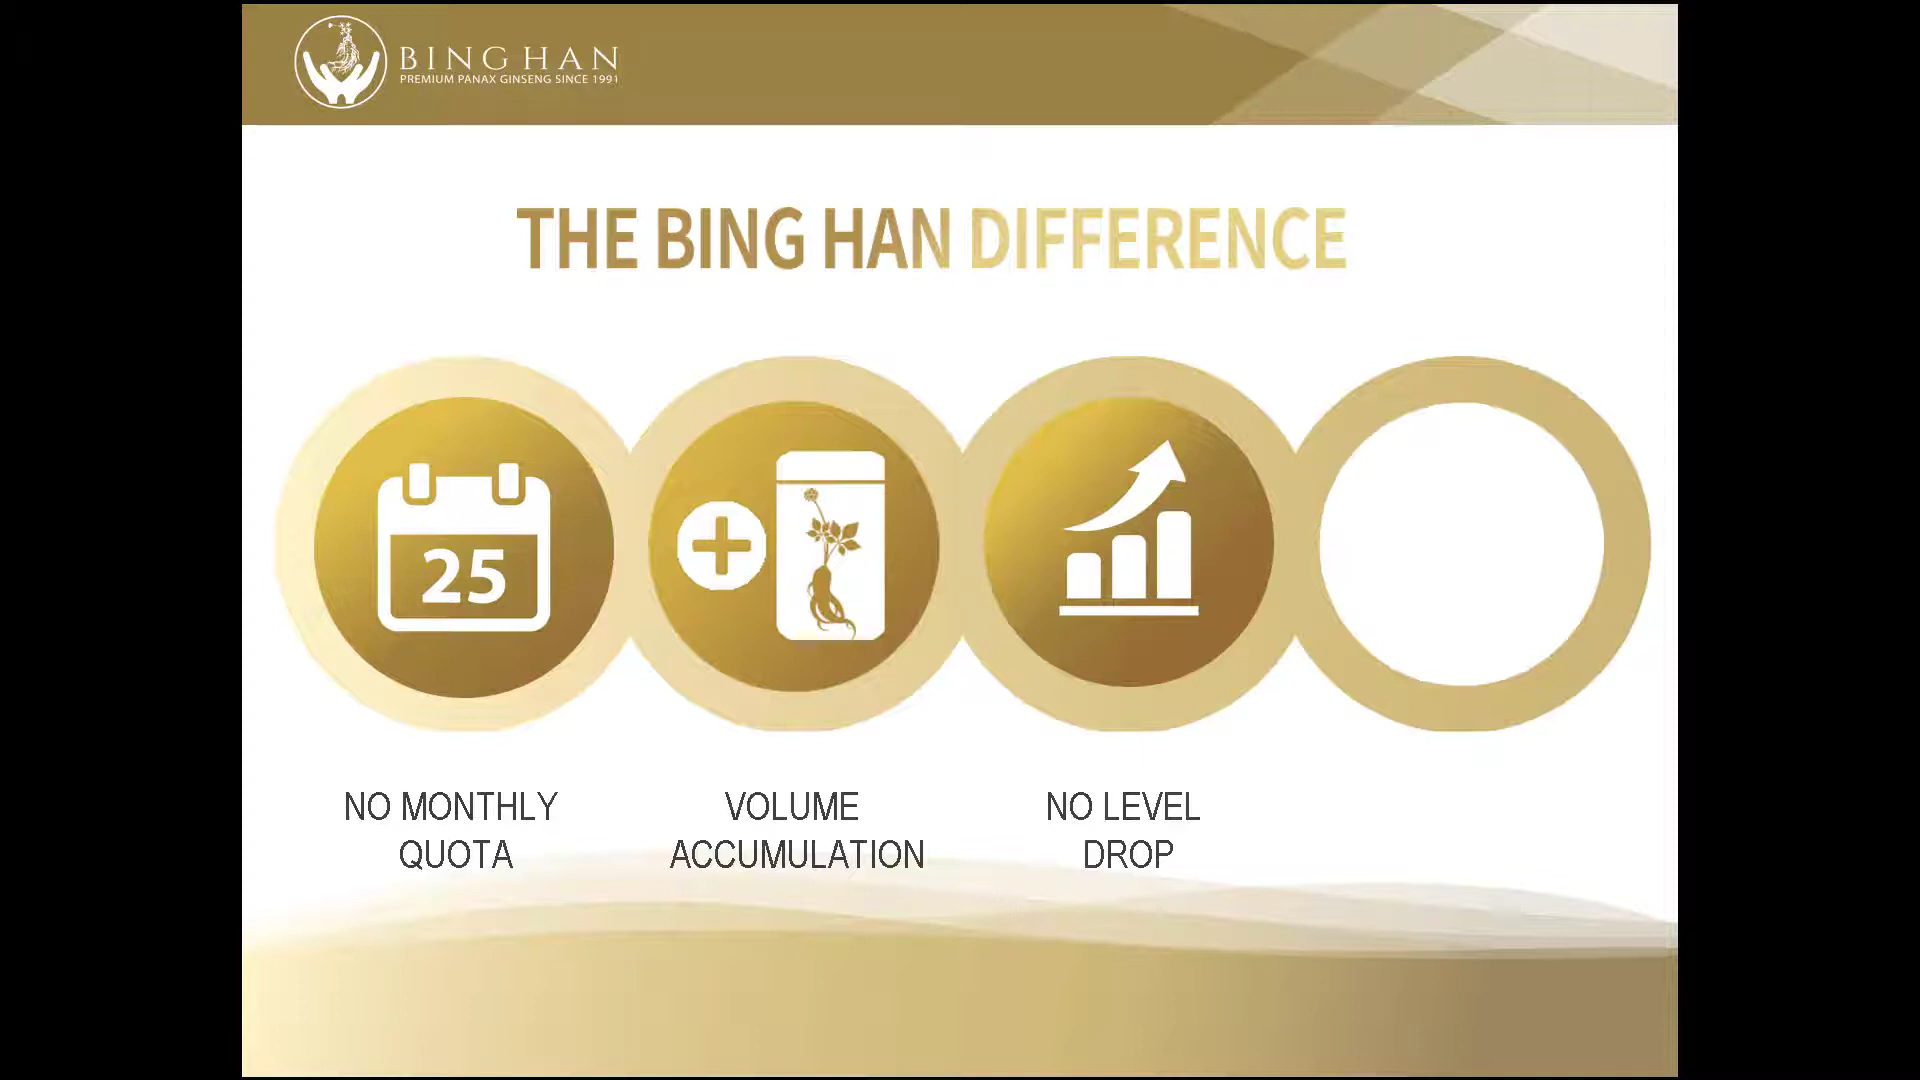 BING HAN
PREMIUM PANAX GINSENG SINCE 1991
THE BING HAN DIFFERENCE
25
NO MONTHLY
QUOTA
VOLUME
ACCUMULATION
NO LEVEL
DROP